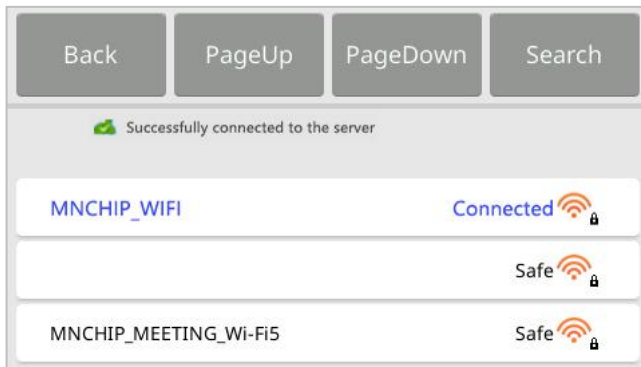 Back PageUp PageDown Search
Successfully connected to the server
MNCHIP_WIFI Connected
Safe
MNCHIP_MEETING_Wi-Fi5 Safe